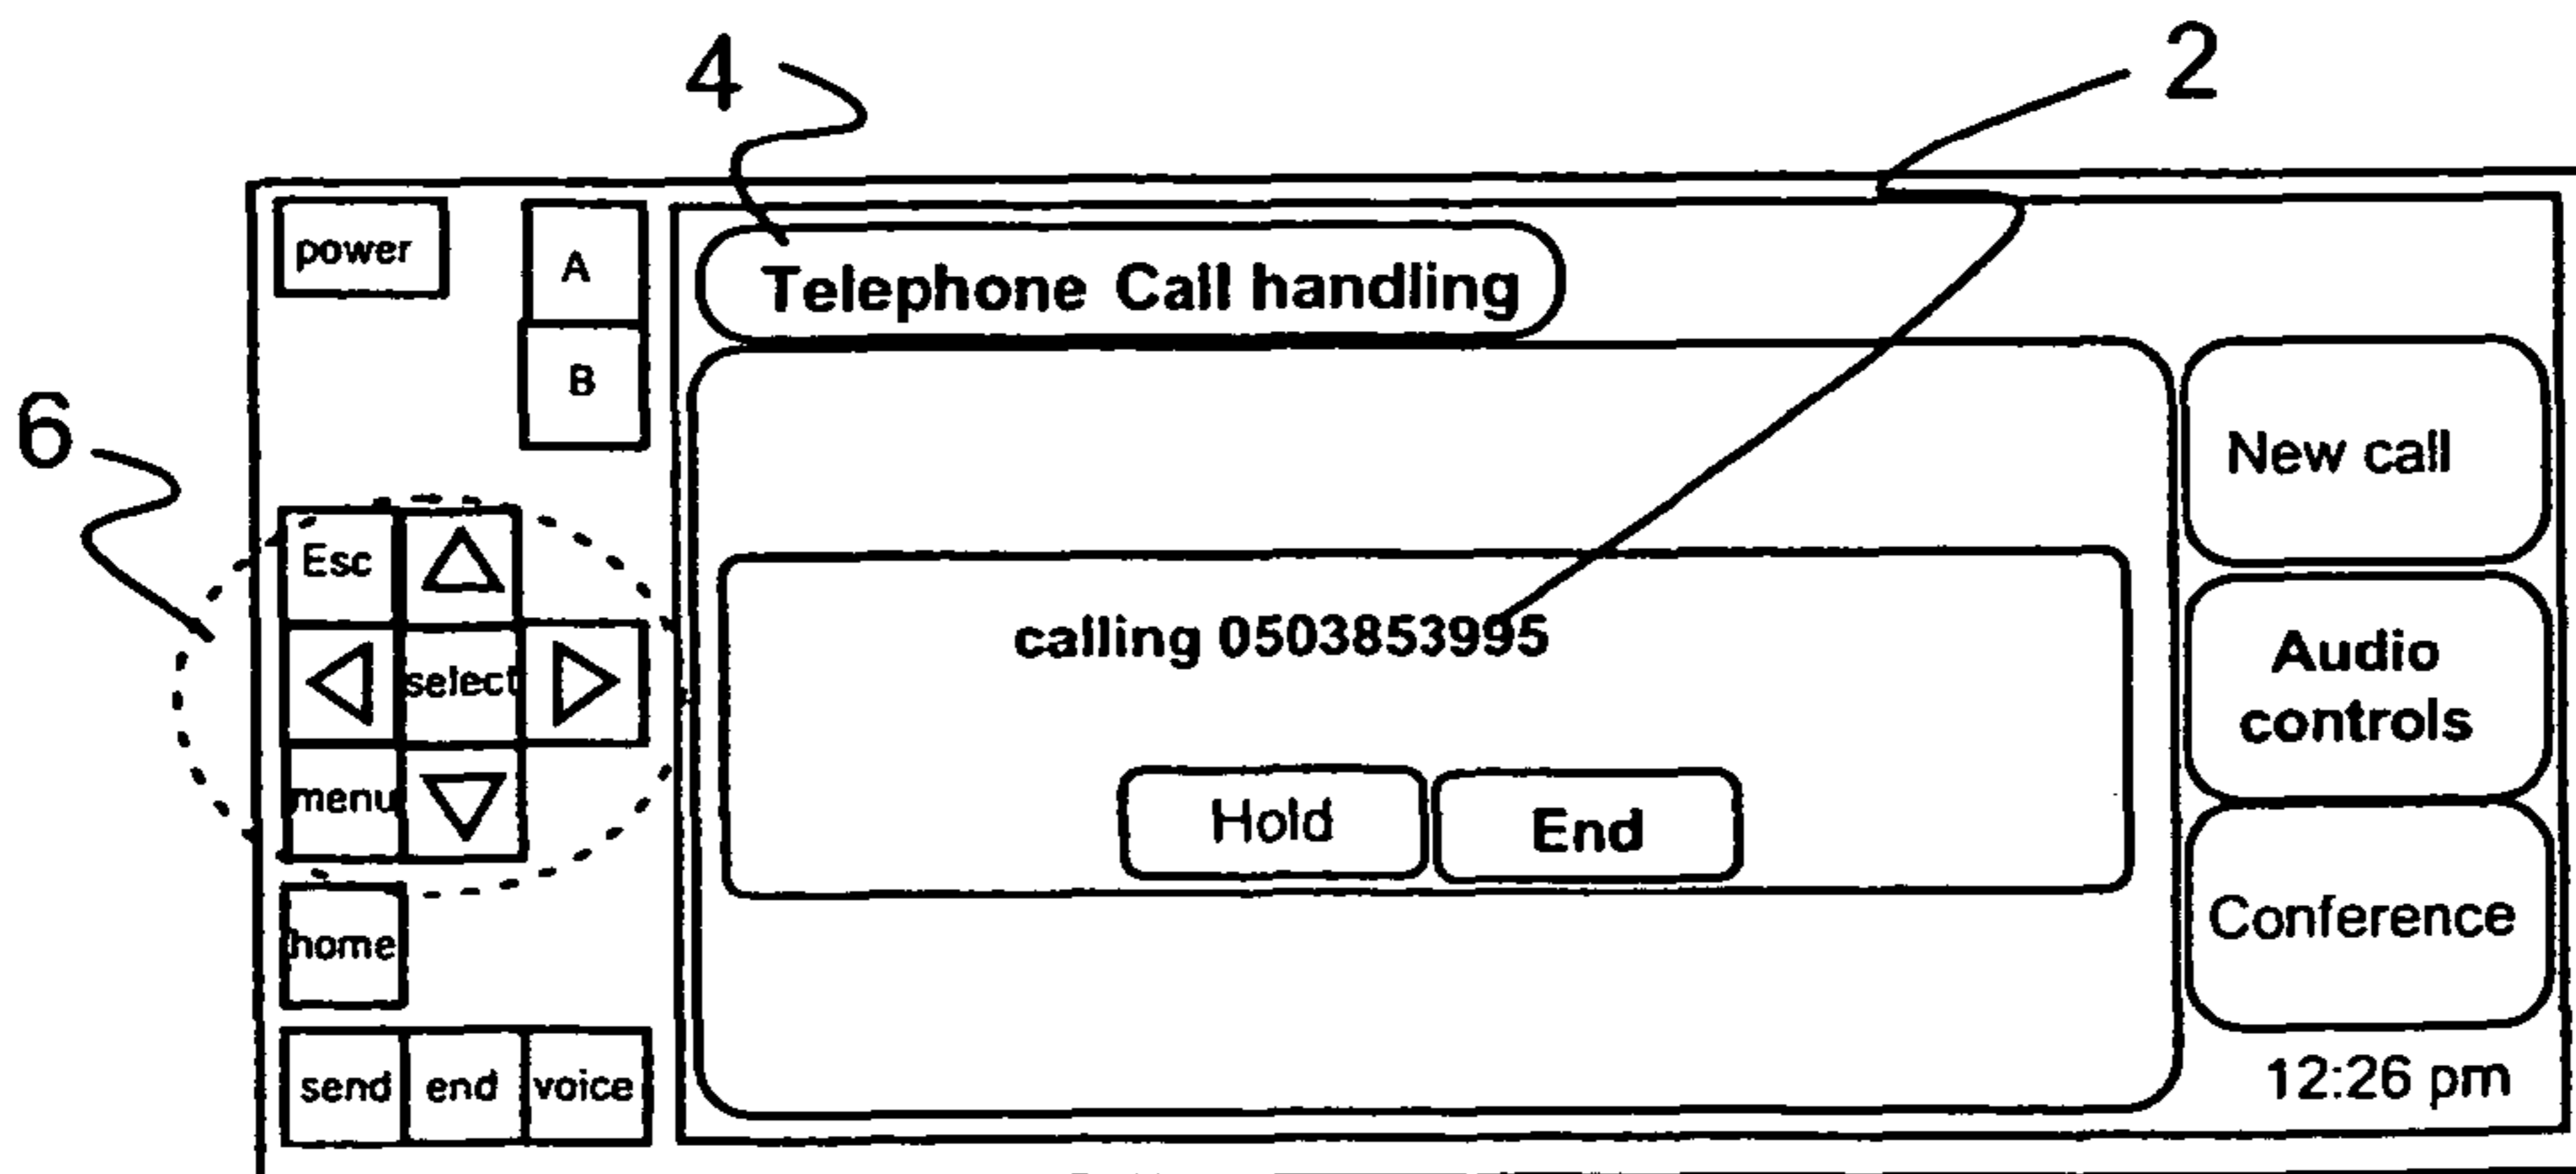 4
2
power
A
Telephone Call handling
B
6
New call
Esc
calling 0503853995
select
Audio
controls
menu
Hold
End
home
Conference
send
end
voice
12:26 pm